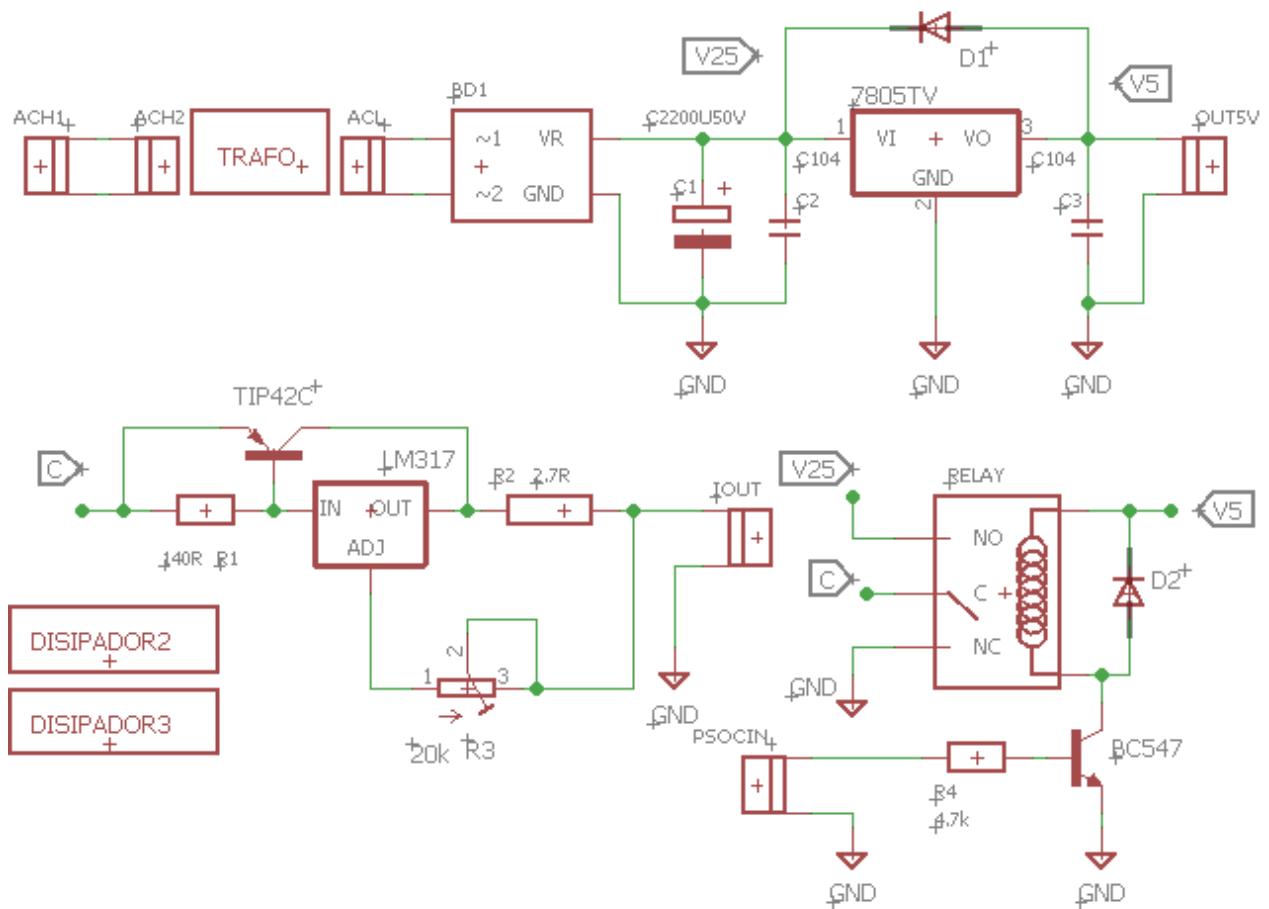 V25
D1
V5
ACH1
ACH2
TRAFO
ACL
BD1
~1
~2
VR
GND
C2200U50V
C1
C104
C2
7805TV
1
VI
VO
3
GND
2
C104
C3
OUT5V
GND
GND
GND
TIP42C
C
140R
R1
LM317
IN
OUT
ADJ
R2
2.7R
IOUT
GND
1
2
3
20k
R3
DISIPADOR2
DISIPADOR3
V25
C
RELAY
NO
C
NC
GND
V5
D2
PSOCIN
GND
R4
4.7k
BC547
GND